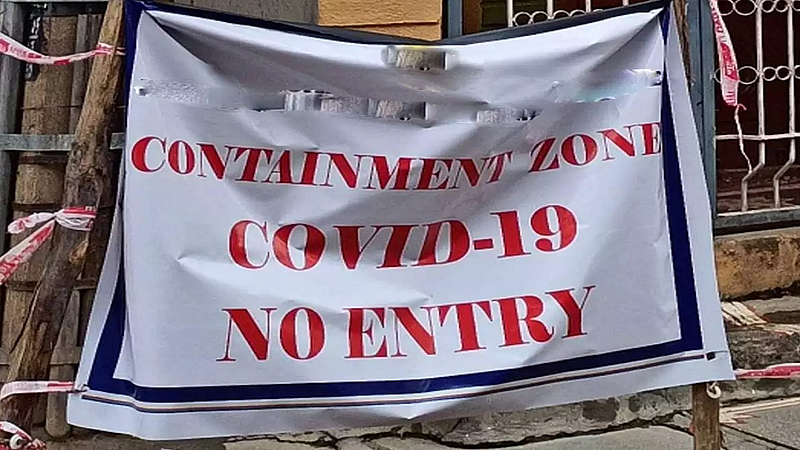 CONTAINMENT ZONE
COVID-19
NO ENTRY